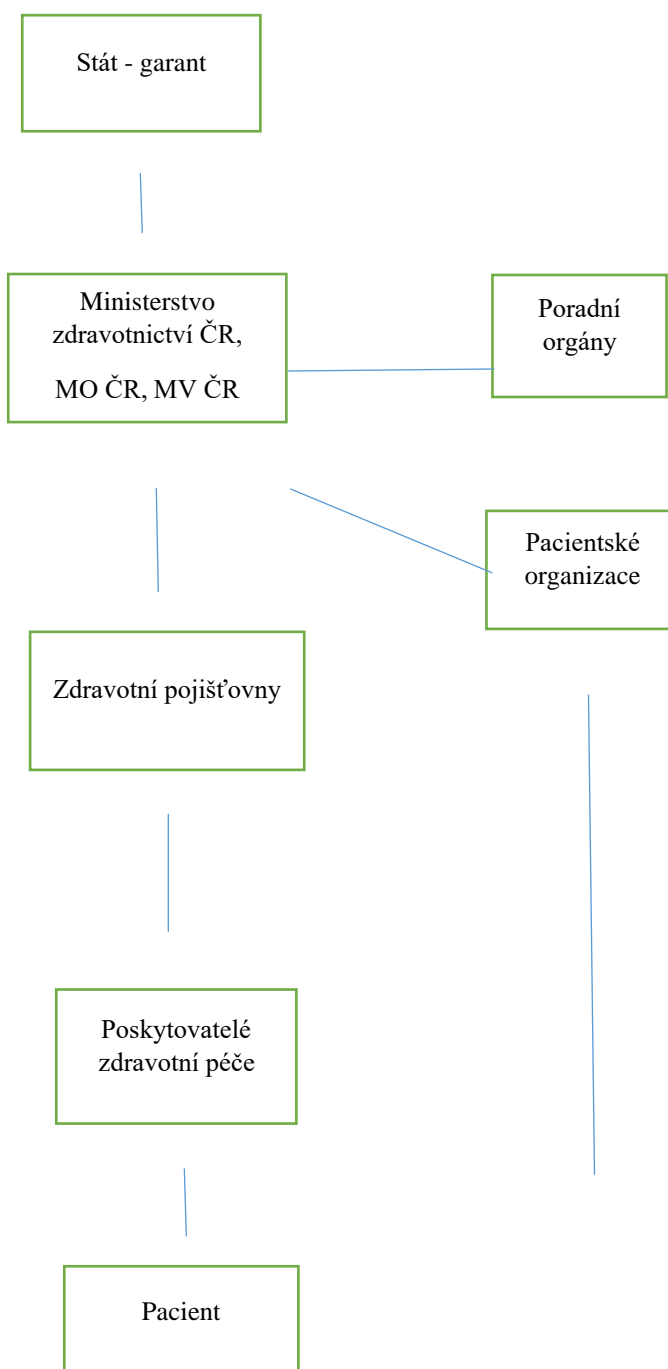 Stát - garant
Ministerstvo
zdravotnictví ČR,
MO ČR, MV ČR
Poradní
orgány
Pacientské
organizace
Zdravotní pojišťovny
Poskytovatelé
zdravotní péče
Pacient